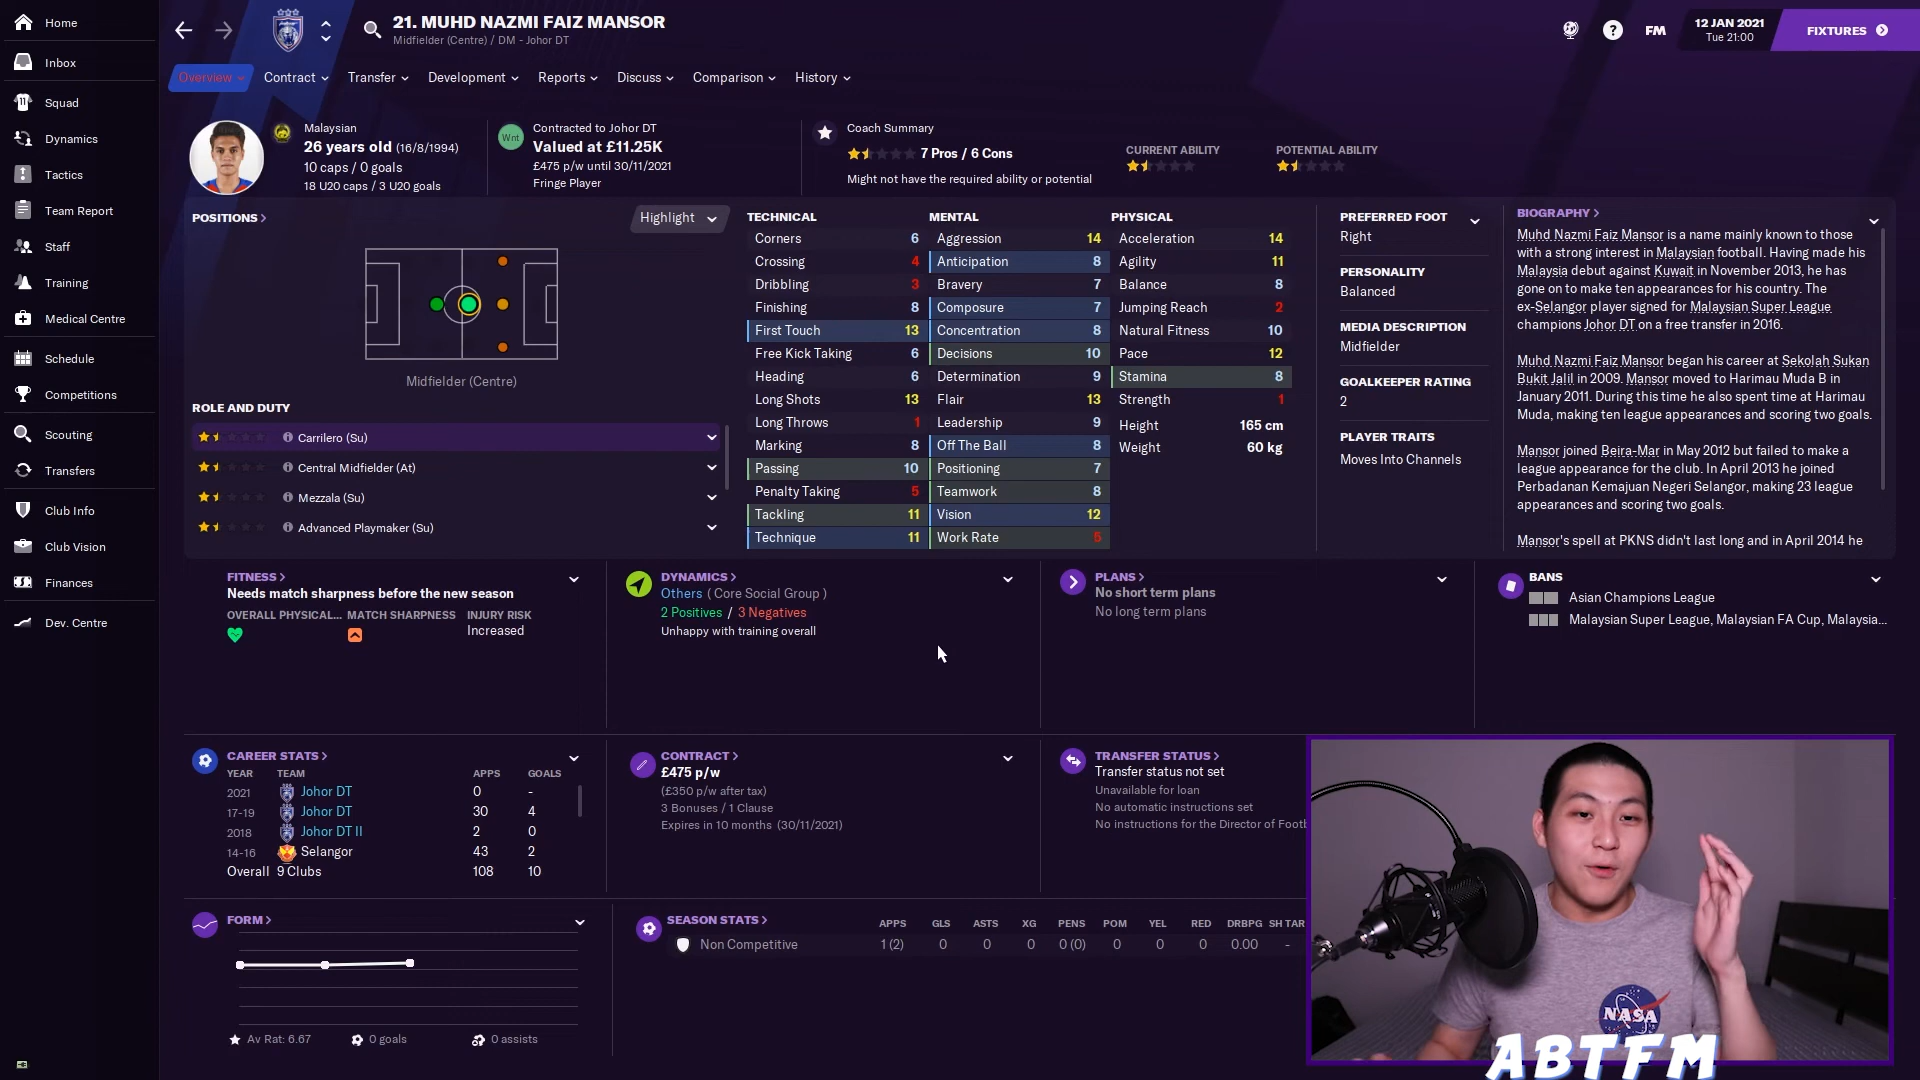 Home
Inbox
Squad
Dynamics
Tactics
Team Report
Staff
Training
Medical Centre
Schedule
Competitions
Scouting
Transfers
Club Info
Club Vision
Finances
Dev. Centre
21. MUHD NAZMI FAIZ MANSOR
Midfielder (Centre) / DM - Johor DT
FM
12 JAN 2021
Tue 21:00
FIXTURES
Overview
Contract
Transfer
Development
Reports
Discuss
Comparison
History
Malaysian
26 years old (16/8/1994)
10 caps / 0 goals
18 U20 caps / 3 U20 goals
Wnt
Contracted to Johor DT
Valued at £11.25K
£475 p/w until 30/11/2021
Fringe Player
Coach Summary
7 Pros / 6 Cons
Might not have the required ability or potential
CURRENT ABILITY
POTENTIAL ABILITY
POSITIONS
Highlight
Midfielder (Centre)
ROLE AND DUTY
Carrilero (Su)
Central Midfielder (At)
Mezzala (Su)
Advanced Playmaker (Su)
TECHNICAL
Corners 6
Crossing 4
Dribbling 3
Finishing 8
First Touch 13
Free Kick Taking 6
Heading 6
Long Shots 13
Long Throws 1
Marking 8
Passing 10
Penalty Taking 5
Tackling 11
Technique 11
MENTAL
Aggression 14
Anticipation 8
Bravery 7
Composure 7
Concentration 8
Decisions 10
Determination 9
Flair 13
Leadership 9
Off The Ball 8
Positioning 7
Teamwork 8
Vision 12
Work Rate 5
PHYSICAL
Acceleration 14
Agility 11
Balance 8
Jumping Reach 2
Natural Fitness 10
Pace 12
Stamina 8
Strength 1
Height 165 cm
Weight 60 kg
PREFERRED FOOT
Right
PERSONALITY
Balanced
MEDIA DESCRIPTION
Midfielder
GOALKEEPER RATING
2
PLAYER TRAITS
Moves Into Channels
BIOGRAPHY
Muhd Nazmi Faiz Mansor is a name mainly known to those
with a strong interest in Malaysian football. Having made his
Malaysia debut against Kuwait in November 2013, he has
gone on to make ten appearances for his country. The
ex-Selangor player signed for Malaysian Super League
champions Johor DT on a free transfer in 2016.
Muhd Nazmi Faiz Mansor began his career at Sekolah Sukan
Bukit Jalil in 2009. Mansor moved to Harimau Muda B in
January 2011. During this time he also spent time at Harimau
Muda, making ten league appearances and scoring two goals.
Mansor joined Beira-Mar in May 2012 but failed to make a
league appearance for the club. In April 2013 he joined
Perbadanan Kemajuan Negeri Selangor, making 23 league
appearances and scoring two goals.
Mansor's spell at PKNS didn't last long and in April 2014 he
FITNESS
Needs match sharpness before the new season
OVERALL PHYSICAL... MATCH SHARPNESS INJURY RISK
Increased
DYNAMICS
Others ( Core Social Group )
2 Positives / 3 Negatives
Unhappy with training overall
PLANS
No short term plans
No long term plans
BANS
Asian Champions League
Malaysian Super League, Malaysian FA Cup, Malaysia...
CAREER STATS
YEAR TEAM APPS GOALS
2021 Johor DT 0 -
17-19 Johor DT 30 4
2018 Johor DT II 2 0
14-16 Selangor 43 2
Overall 9 Clubs 108 10
CONTRACT
£475 p/w
(£350 p/w after tax)
3 Bonuses / 1 Clause
Expires in 10 months (30/11/2021)
TRANSFER STATUS
Transfer status not set
Unavailable for loan
No automatic instructions set
No instructions for the Director of Footb
FORM
Av Rat: 6.67
0 goals
0 assists
SEASON STATS
APPS GLS ASTS XG PENS POM YEL RED DRBPG SH TAR
Non Competitive 1 (2) 0 0 0 0 (0) 0 0 0 0.00 -
NASA
ABTFM